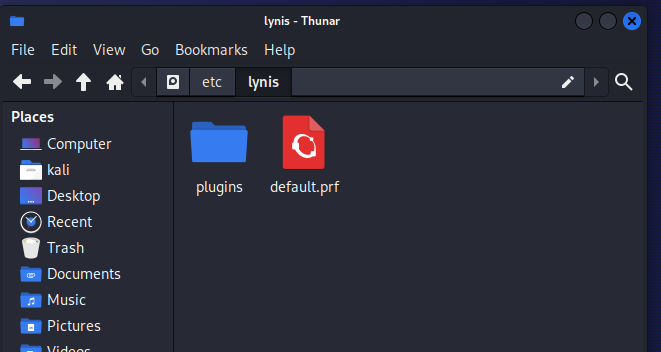 lynis - Thunar
File Edit View Go Bookmarks Help
etc lynis
Places
Computer
kali
Desktop
Recent
Trash
Documents
Music
Pictures
Videos
plugins default.prf